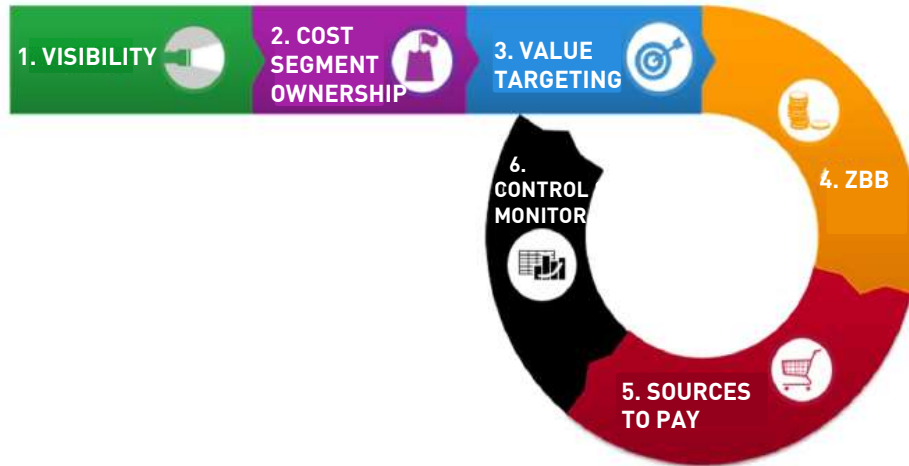 1. VISIBILITY
2. COST
SEGMENT
OWNERSHIP
3. VALUE
TARGETING
4. ZBB
5. SOURCES
TO PAY
6.
CONTROL
MONITOR